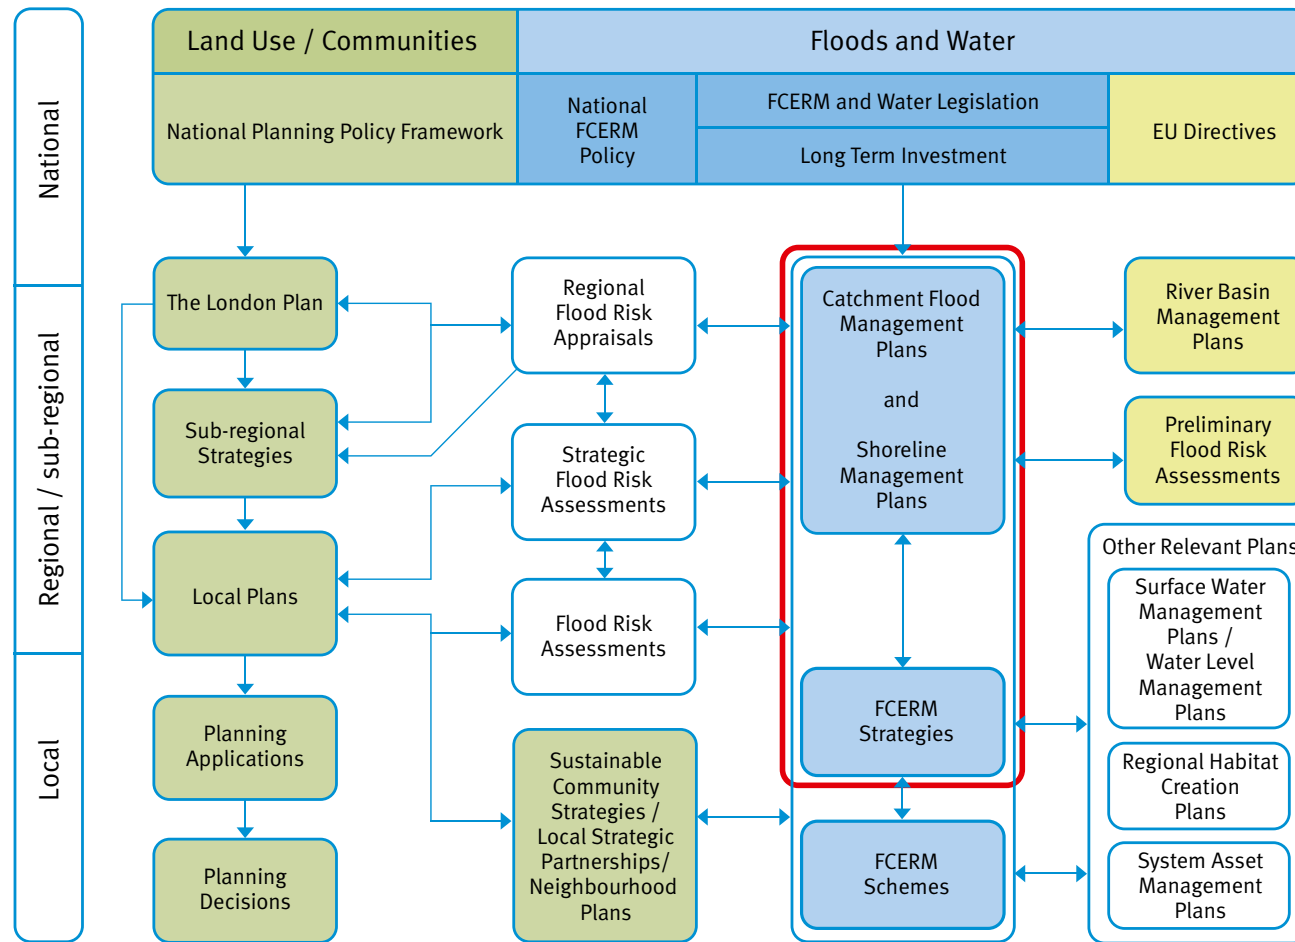 Land Use / Communities
Floods and Water
National
National Planning Policy Framework
National
FCERM
Policy
FCERM and Water Legislation
Long Term Investment
EU Directives
Regional / sub-regional
The London Plan
Regional
Flood Risk
Appraisals
Catchment Flood
Management
Plans
and
Shoreline
Management
Plans
River Basin
Management
Plans
Sub-regional
Strategies
Strategic
Flood Risk
Assessments
Preliminary
Flood Risk
Assessments
Local Plans
Flood Risk
Assessments
Other Relevant Plans
Surface Water
Management
Plans /
Water Level
Management
Plans
Local
Planning
Applications
Sustainable
Community
Strategies /
Local Strategic
Partnerships/
Neighbourhood
Plans
FCERM
Strategies
Regional Habitat
Creation
Plans
Planning
Decisions
FCERM
Schemes
System Asset
Management
Plans